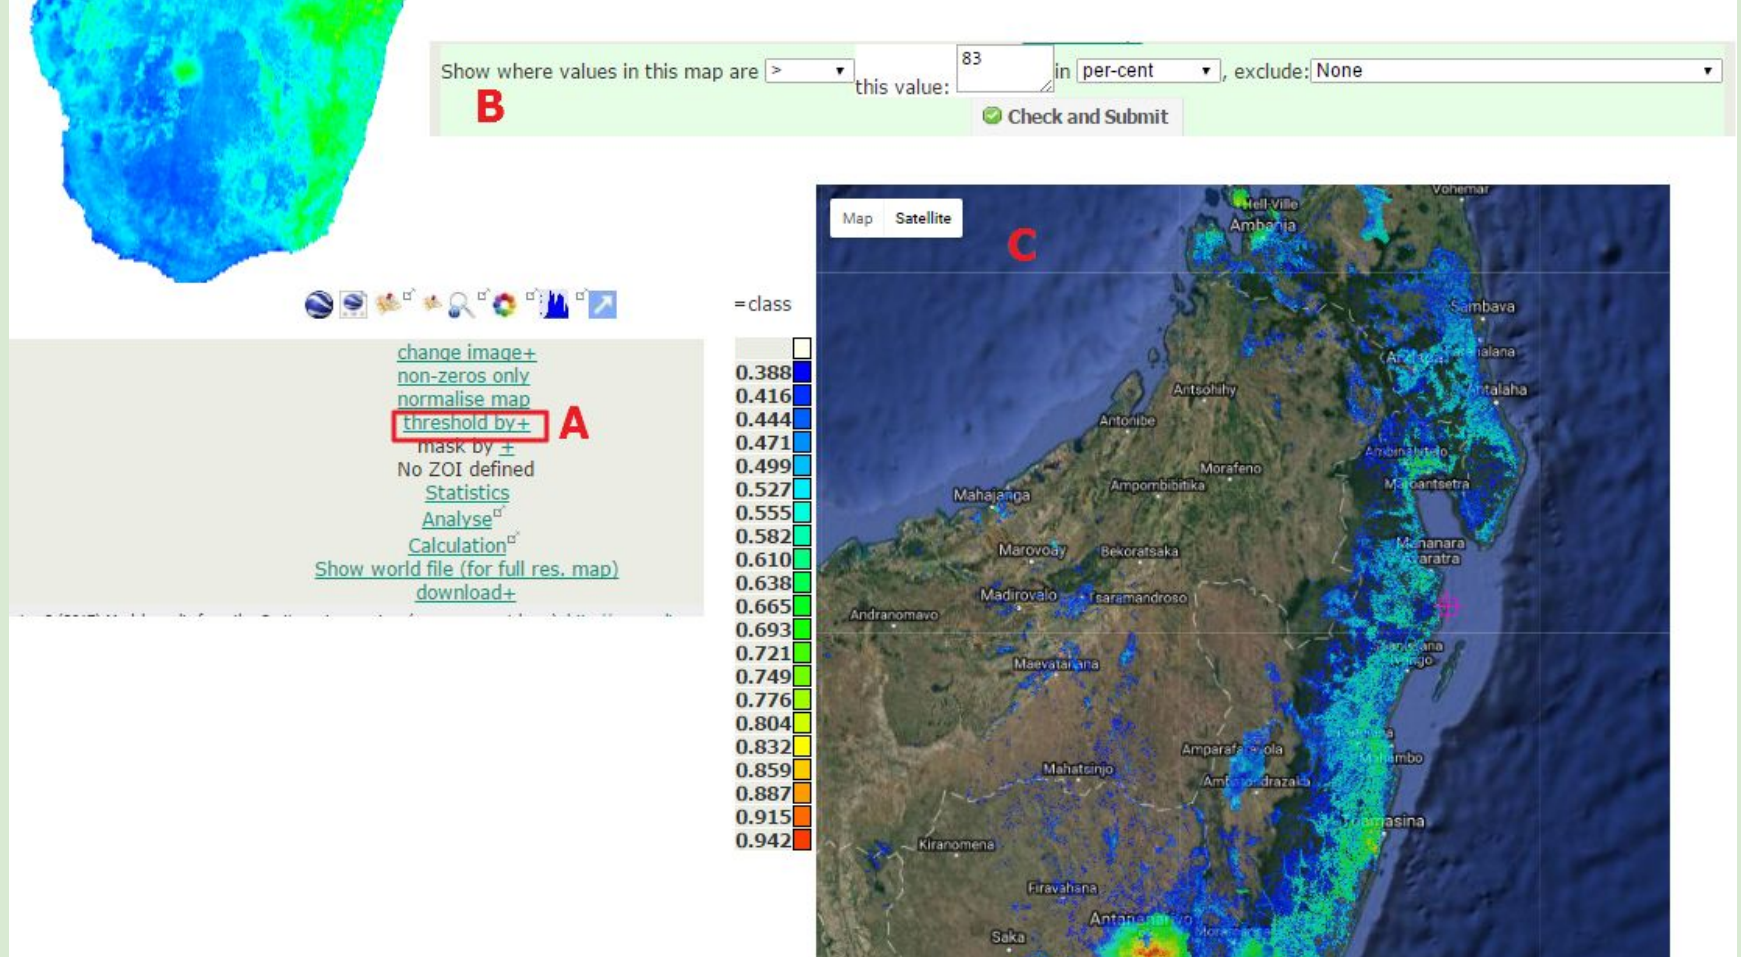 Show where values in this map are > this value: 83 in per-cent , exclude: None
B
Check and Submit
Map Satellite
C
=class
change image+
non-zeros only
normalise map
threshold by+
A
mask by +
No ZOI defined
Statistics
Analyse
Calculation
Show world file (for full res. map)
download+
0.388
0.416
0.444
0.471
0.499
0.527
0.555
0.582
0.610
0.638
0.665
0.693
0.721
0.749
0.776
0.804
0.832
0.859
0.887
0.915
0.942
Vohemar
Hell-Ville
Ambanja
Sambava
Antsohihy
Antalaha
Antonibe
Morafeno
Mahajanga
Ampombibitika
Maroantsetra
Mananara
Avaratra
Marovoay
Bekoratsaka
Madirovalo
Tsaramandroso
Andranomavo
Maevatanana
Mahatsinjo
Kiranomena
Firavahana
Antananarivo
Saka